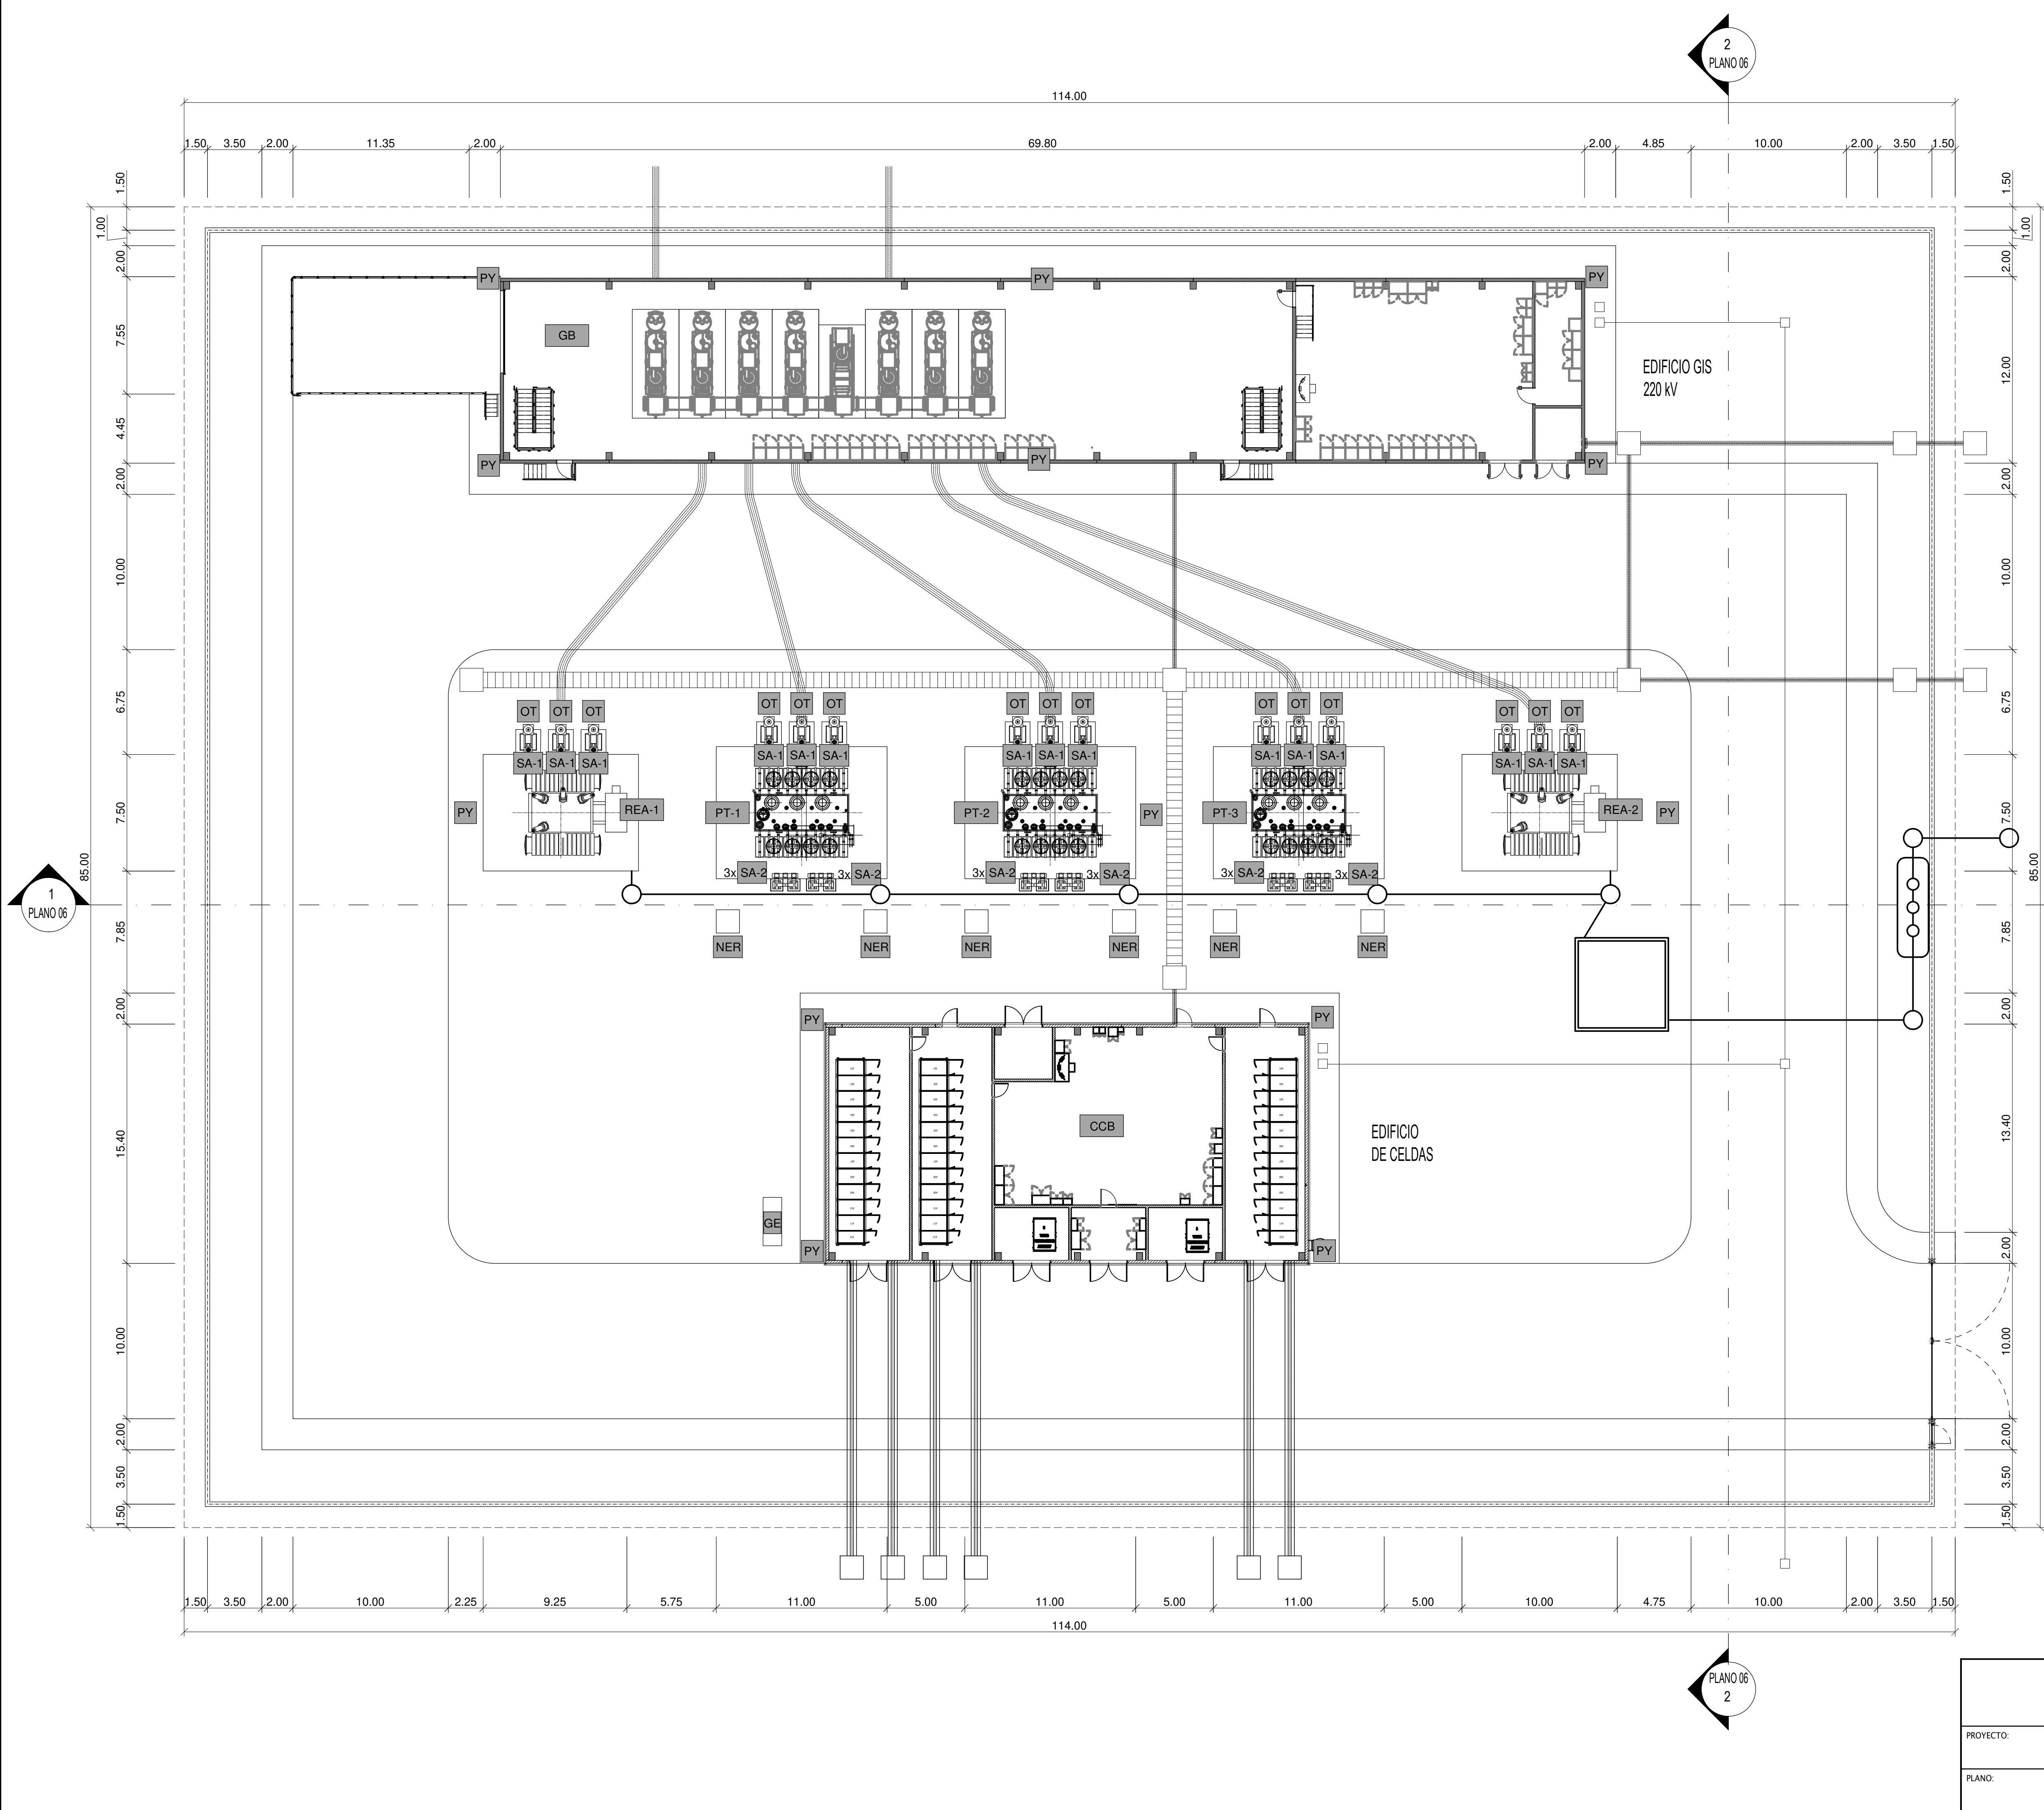 2
PLANO 06
114.00
1.50 3.50 2.00 11.35 2.00 69.80 2.00 4.85 10.00 2.00 3.50 1.50
1.50
1.00
2.00
7.55
4.45
2.00
10.00
6.75
7.50
7.85
2.00
15.40
10.00
2.00
3.50
1.50
85.00
1
PLANO 06
PY PY PY
GB
EDIFICIO GIS
220 kV
PY PY PY
OT OT OT OT OT OT OT OT OT OT OT OT OT OT OT
SA-1 SA-1 SA-1 SA-1 SA-1 SA-1 SA-1 SA-1 SA-1 SA-1 SA-1 SA-1 SA-1 SA-1 SA-1
PY REA-1 PT-1 PT-2 PY PT-3 REA-2 PY
3x SA-2 3x SA-2 3x SA-2 3x SA-2 3x SA-2 3x SA-2
NER NER NER NER NER NER
PY PY
CCB
EDIFICIO
DE CELDAS
GE
PY PY
1.50
1.00
2.00
12.00
2.00
10.00
6.75
7.50
7.85
2.00
13.40
2.00
10.00
2.00
3.50
1.50
85.00
1.50 3.50 2.00 10.00 2.25 9.25 5.75 11.00 5.00 11.00 5.00 11.00 5.00 10.00 4.75 10.00 2.00 3.50 1.50
114.00
PLANO 06
2
PROYECTO:
PLANO: